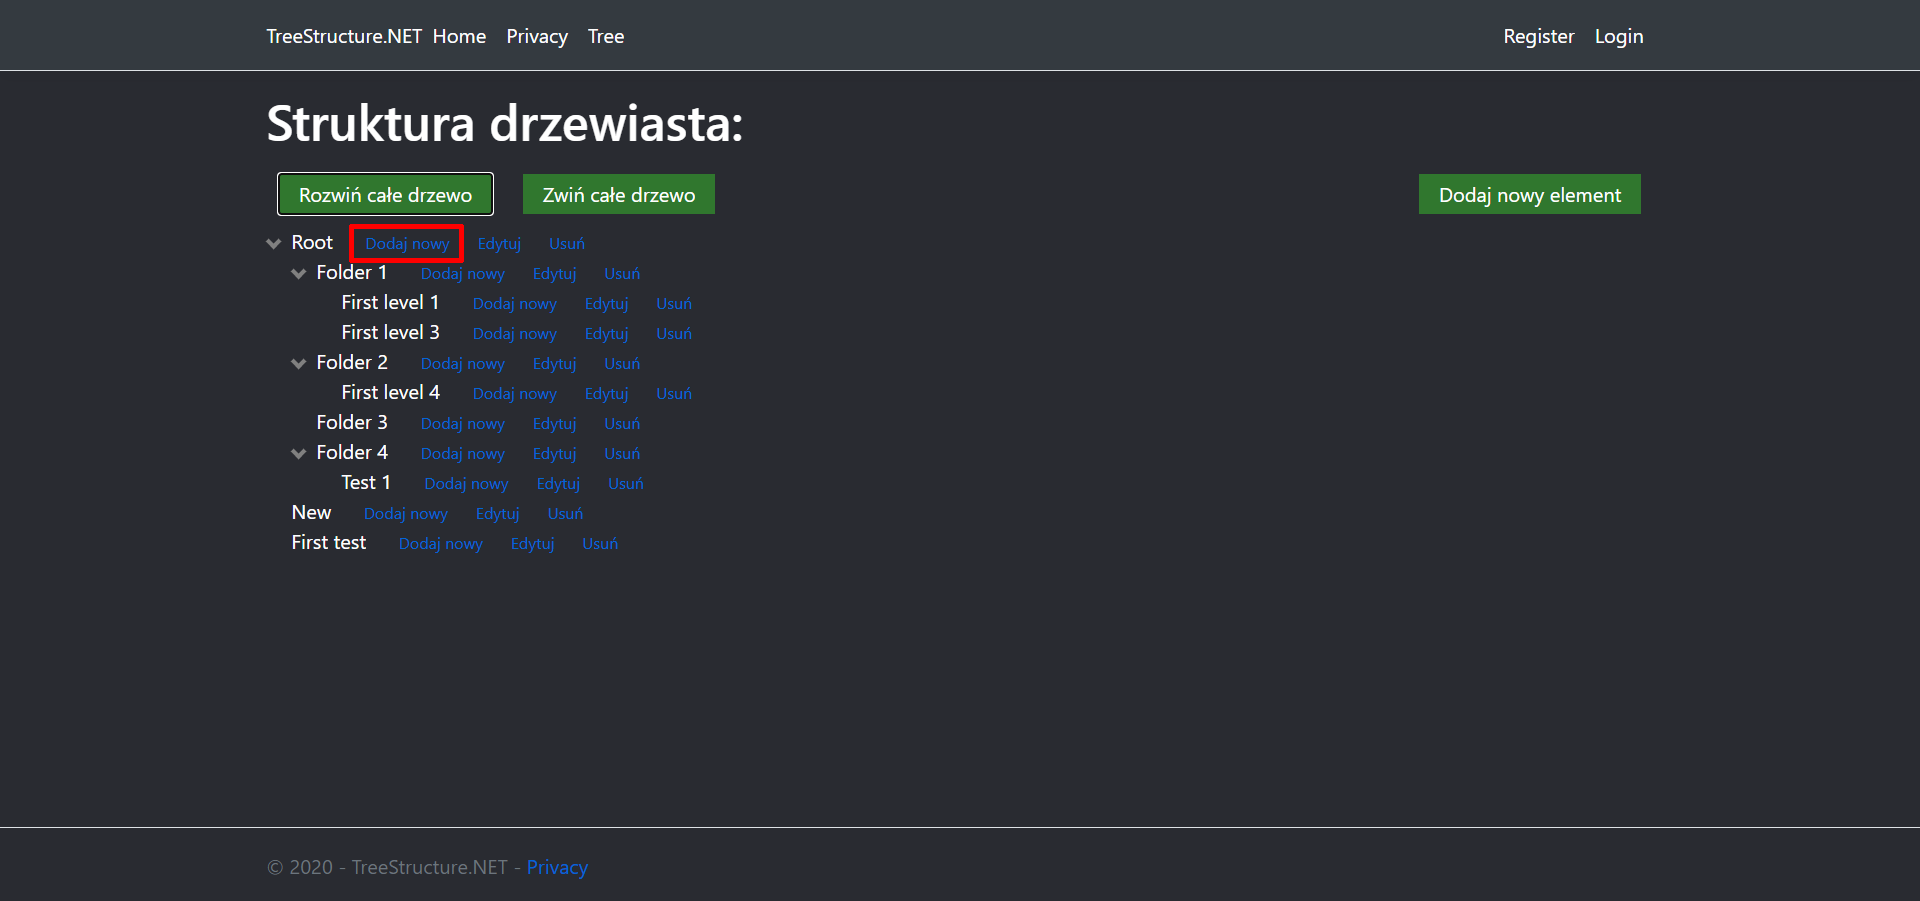 TreeStructure.NET Home Privacy Tree Register Login
Struktura drzewiasta:
Rozwiń całe drzewo Zwiń całe drzewo Dodaj nowy element
Root Dodaj nowy Edytuj Usuń
Folder 1 Dodaj nowy Edytuj Usuń
First level 1 Dodaj nowy Edytuj Usuń
First level 3 Dodaj nowy Edytuj Usuń
Folder 2 Dodaj nowy Edytuj Usuń
First level 4 Dodaj nowy Edytuj Usuń
Folder 3 Dodaj nowy Edytuj Usuń
Folder 4 Dodaj nowy Edytuj Usuń
Test 1 Dodaj nowy Edytuj Usuń
New Dodaj nowy Edytuj Usuń
First test Dodaj nowy Edytuj Usuń
© 2020 - TreeStructure.NET - Privacy